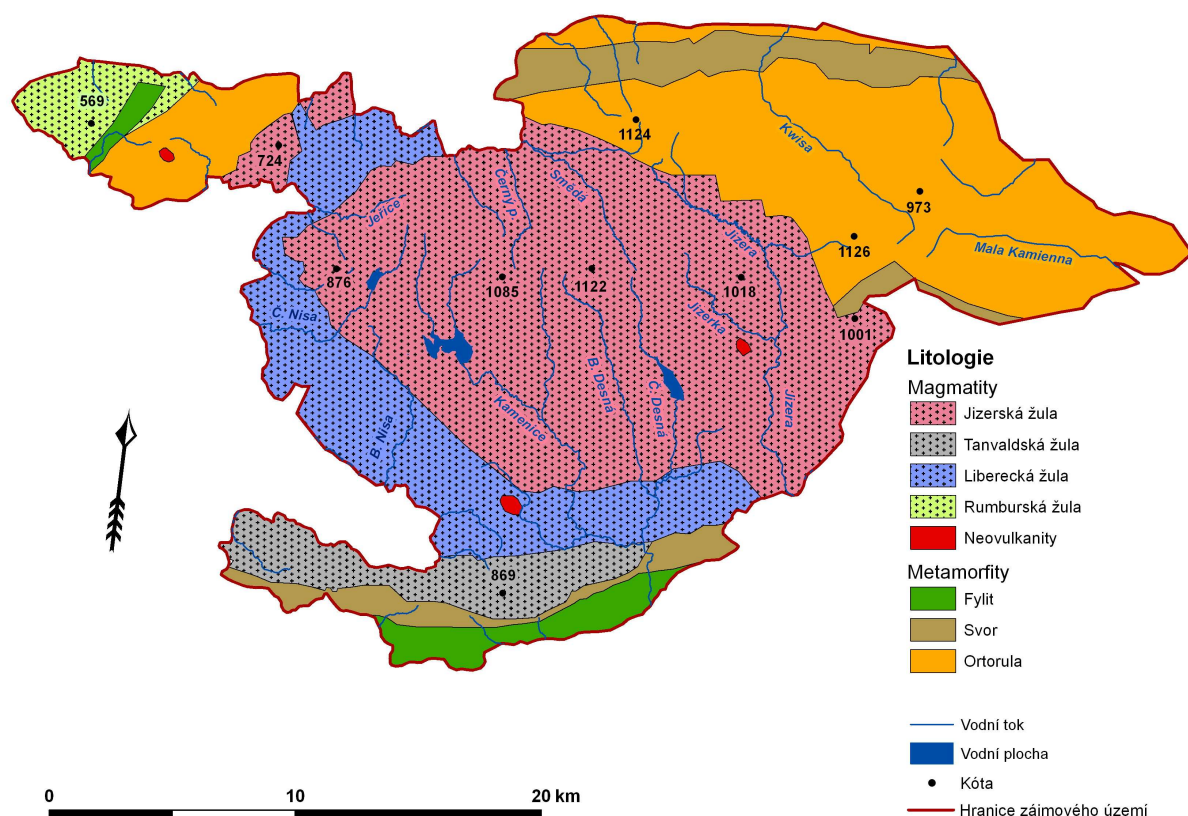 569
724
1124
Kwisa
973
1126
Mala Kamienna
Jeřice
Černý p.
Smědá
Jizera
876
1085
1122
1018
Jizerka
1001
Č. Nisa
B. Nisa
Kamenice
B. Desná
Č. Desná
Jizera
869
Litologie
Magmatity
Jizerská žula
Tanvaldská žula
Liberecká žula
Rumburská žula
Neovulkanity
Metamorfity
Fylit
Svor
Ortorula
Vodní tok
Vodní plocha
Kóta
Hranice zájmového území
0 10 20 km